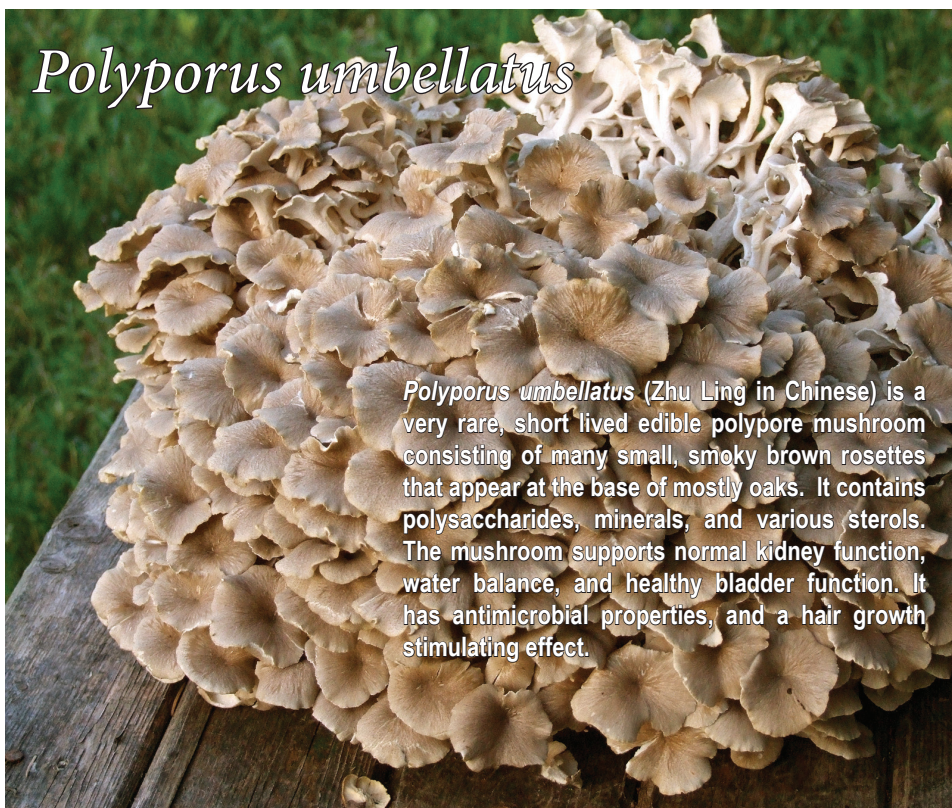 Polyporus umbellatus
Polyporus umbellatus (Zhu Ling in Chinese) is a
very rare, short lived edible polypore mushroom
consisting of many small, smoky brown rosettes
that appear at the base of mostly oaks. It contains
polysaccharides, minerals, and various sterols.
The mushroom supports normal kidney function,
water balance, and healthy bladder function. It
has antimicrobial properties, and a hair growth
stimulating effect.